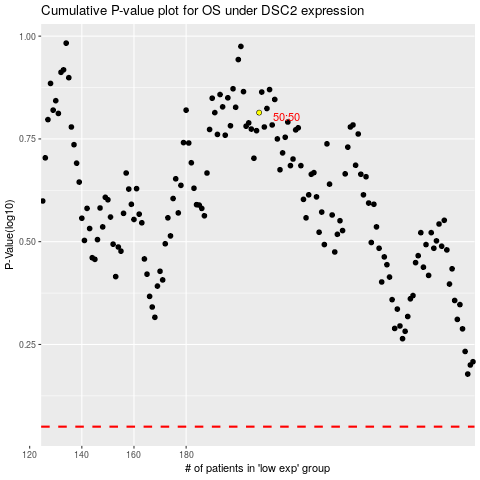 Cumulative P-value plot for OS under DSC2 expression
P-Value(log10)
1.00
0.75
0.50
0.25
50:50
120 140 160 180
# of patients in 'low exp' group